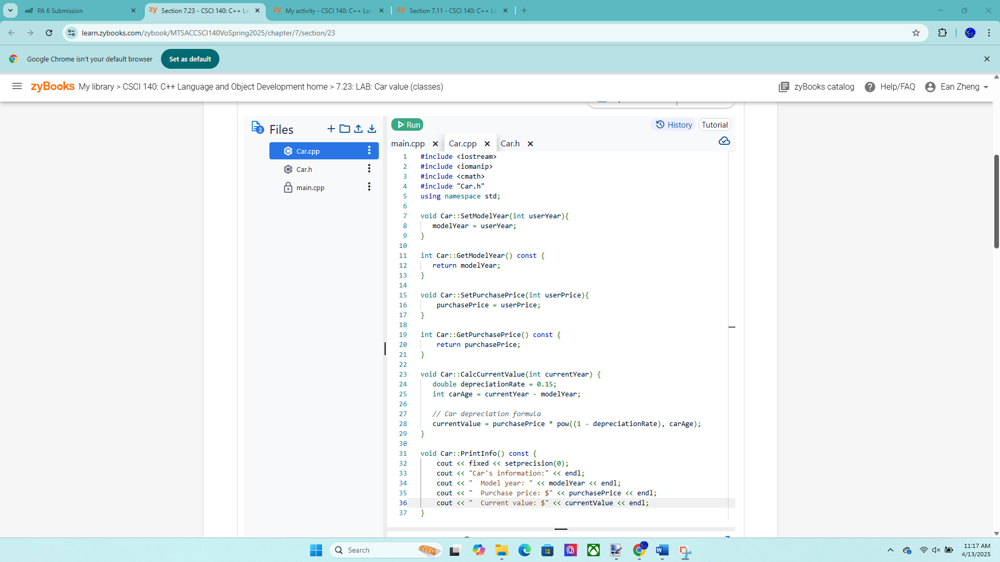 PA 6 Submission
Section 7.23 - CSCI 140: C++ La
My activity - CSCI 140: C++ Lan
Section 7.11 - CSCI 140: C++ La
learn.zybooks.com/zybook/MTSACCSCI140VoSpring2025/chapter/7/section/23
Google Chrome isn't your default browser
Set as default
zyBooks My library > CSCI 140: C++ Language and Object Development home > 7.23: LAB: Car value (classes)
zyBooks catalog
Help/FAQ
Ean Zheng
3
Files
Car.cpp
Car.h
main.cpp
Run
History
Tutorial
main.cpp
Car.cpp
Car.h
1 #include <iostream>
2 #include <iomanip>
3 #include <cmath>
4 #include "Car.h"
5 using namespace std;
6
7 void Car::SetModelYear(int userYear){
8    modelYear = userYear;
9 }
10
11 int Car::GetModelYear() const {
12    return modelYear;
13 }
14
15 void Car::SetPurchasePrice(int userPrice){
16     purchasePrice = userPrice;
17 }
18
19 int Car::GetPurchasePrice() const {
20     return purchasePrice;
21 }
22
23 void Car::CalcCurrentValue(int currentYear) {
24    double depreciationRate = 0.15;
25    int carAge = currentYear - modelYear;
26
27    // Car depreciation formula
28    currentValue = purchasePrice * pow((1 - depreciationRate), carAge);
29 }
30
31 void Car::PrintInfo() const {
32     cout << fixed << setprecision(0);
33     cout << "Car's information:" << endl;
34     cout << "  Model year: " << modelYear << endl;
35     cout << "  Purchase price: $" << purchasePrice << endl;
36     cout << "  Current value: $" << currentValue << endl;
37 }
Search
11:17 AM
4/13/2025